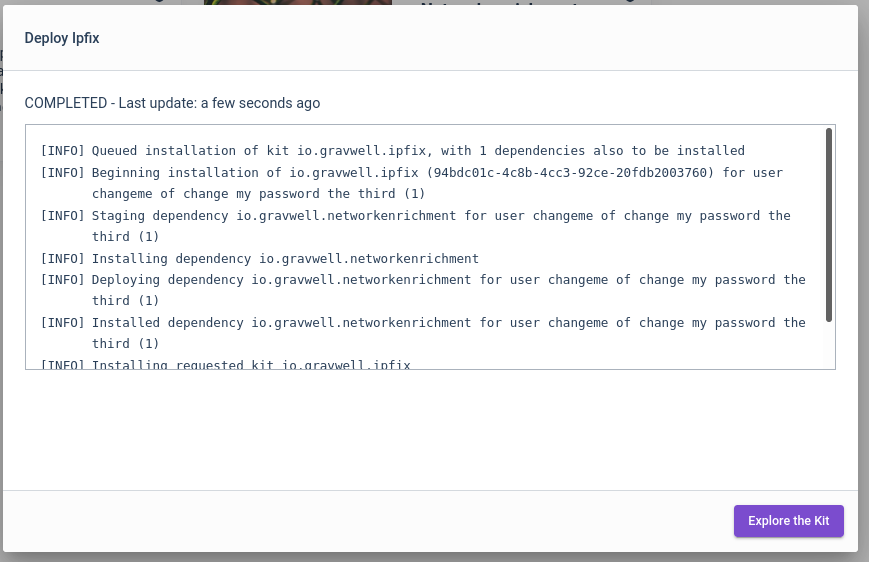 Deploy Ipfix
COMPLETED - Last update: a few seconds ago
[INFO] Queued installation of kit io.gravwell.ipfix, with 1 dependencies also to be installed
[INFO] Beginning installation of io.gravwell.ipfix (94bdc01c-4c8b-4cc3-92ce-20fdb2003760) for user
changeme of change my password the third (1)
[INFO] Staging dependency io.gravwell.networkenrichment for user changeme of change my password the
third (1)
[INFO] Installing dependency io.gravwell.networkenrichment
[INFO] Deploying dependency io.gravwell.networkenrichment for user changeme of change my password the
third (1)
[INFO] Installed dependency io.gravwell.networkenrichment for user changeme of change my password the
third (1)
[INFO] Installing requested kit io.gravwell.ipfix
Explore the Kit